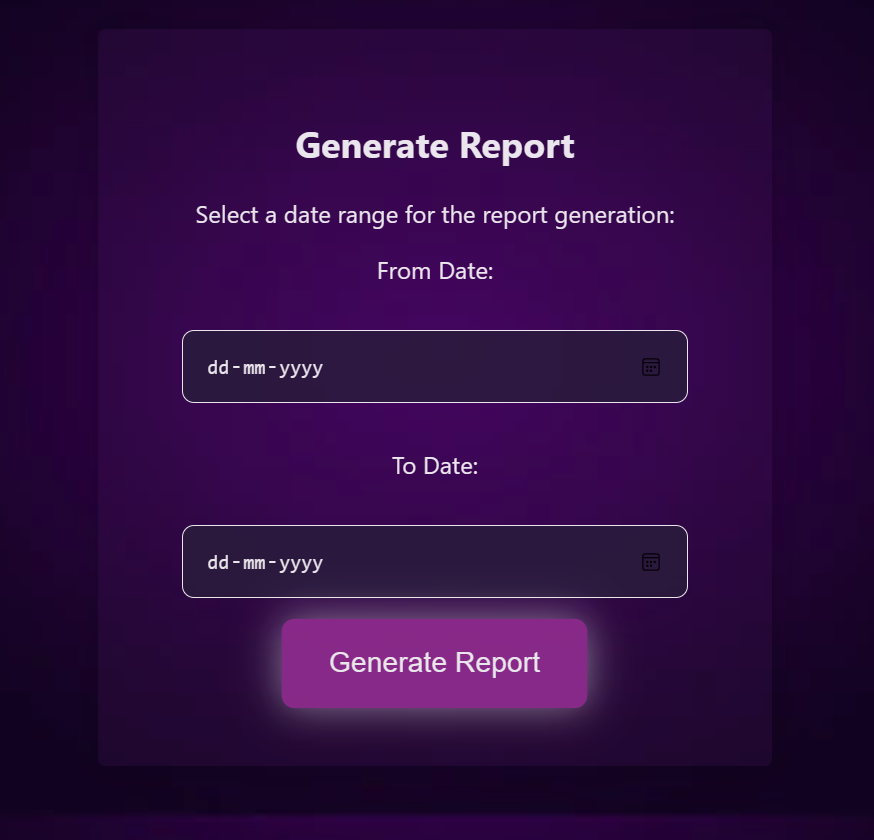 Generate Report
Select a date range for the report generation:
From Date:
dd-mm-yyyy
To Date:
dd-mm-yyyy
Generate Report